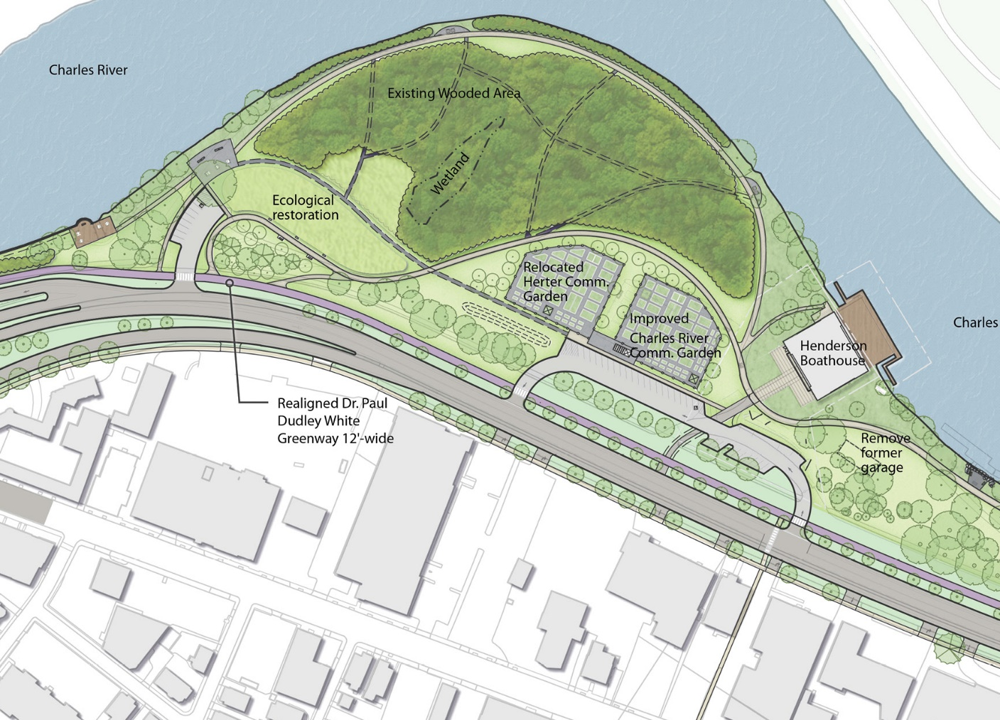 Charles River
Existing Wooded Area
Wetland
Ecological
restoration
Relocated
Herter Comm.
Garden
Improved
Charles River
Comm. Garden
Charles
Henderson
Boathouse
Realigned Dr. Paul
Dudley White
Greenway 12'-wide
Remove
former
garage